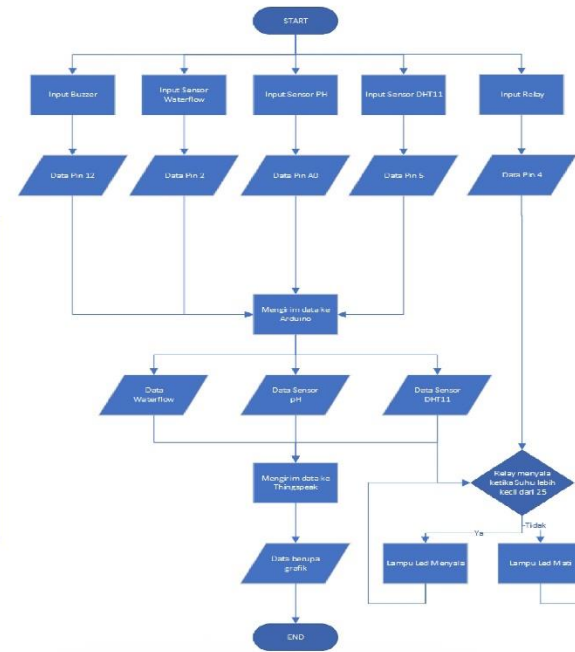 START
Input Buzzer
Input Sensor
Waterflow
Input Sensor PH
Input Sensor DHT11
Input Relay
Data Pin 12
Data Pin 2
Data Pin A0
Data Pin 5
Data Pin 4
Mengirim data ke
Arduino
Data
Waterflow
Data Sensor
pH
Data Sensor
DHT11
Mengirim data ke
Thingspeak
Relay menyala
ketika Suhu lebih
kecil dari 25
Ya
Tidak
Data berupa
grafik
Lampu Led Menyala
Lampu Led Mati
END